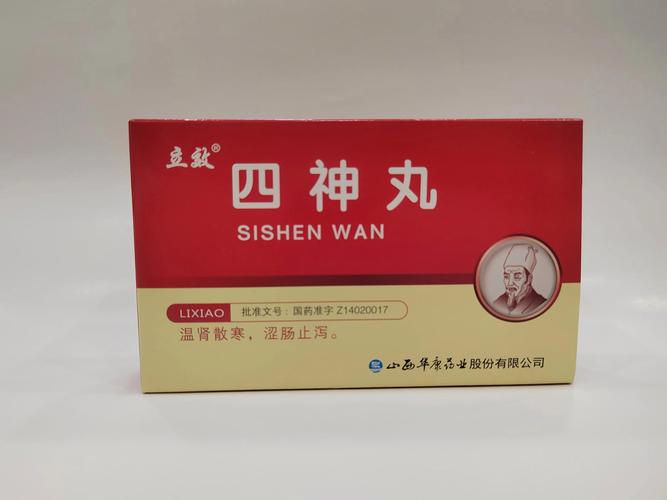 立效®
四神丸
SISHEN WAN
LIXIAO 批准文号：国药准字 Z14020017
温肾散寒，涩肠止泻。
山西华康药业股份有限公司